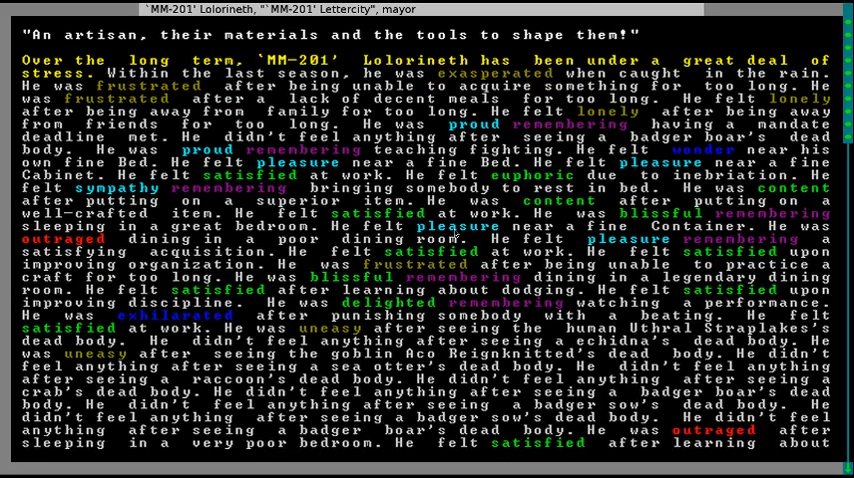 `MM-201' Lolorineth, "`MM-201' Lettercity", mayor
"An artisan, their materials and the tools to shape them!"
Over the long term, `MM-201' Lolorineth has been under a great deal of
stress. Within the last season, he was exasperated when caught in the rain.
He was frustrated after being unable to acquire something for too long. He
was frustrated after a lack of decent meals for too long. He felt lonely
after being away from family for too long. He felt lonely after being away
from friends for too long. He was proud remembering having a mandate
deadline met. He didn't feel anything after seeing a badger boar's dead
body. He was proud remembering teaching fighting. He felt wonder near his
own fine Bed. He felt pleasure near a fine Bed. He felt pleasure near a fine
Cabinet. He felt satisfied at work. He felt euphoric due to inebriation. He
felt sympathy remembering bringing somebody to rest in bed. He was content
after putting on a superior item. He was content after putting on a
well-crafted item. He felt satisfied at work. He was blissful remembering
sleeping in a great bedroom. He felt pleasure near a fine Container. He was
outraged dining in a poor dining room. He felt pleasure remembering a
satisfying acquisition. He felt satisfied at work. He felt satisfied upon
improving organization. He was frustrated after being unable to practice a
craft for too long. He was blissful remembering dining in a legendary dining
room. He felt satisfied after learning about dodging. He felt satisfied upon
improving discipline. He was delighted remembering watching a performance.
He was exhilarated after punishing somebody with a beating. He felt
satisfied at work. He was uneasy after seeing the human Uthral Straplakes's
dead body. He didn't feel anything after seeing a echidna's dead body. He
was uneasy after seeing the goblin Aco Reignknitted's dead body. He didn't
feel anything after seeing a sea otter's dead body. He didn't feel anything
after seeing a raccoon's dead body. He didn't feel anything after seeing a
crab's dead body. He didn't feel anything after seeing a badger boar's dead
body. He didn't feel anything after seeing a badger sow's dead body. He
didn't feel anything after seeing a badger sow's dead body. He didn't feel
anything after seeing a badger boar's dead body. He was outraged after
sleeping in a very poor bedroom. He felt satisfied after learning about